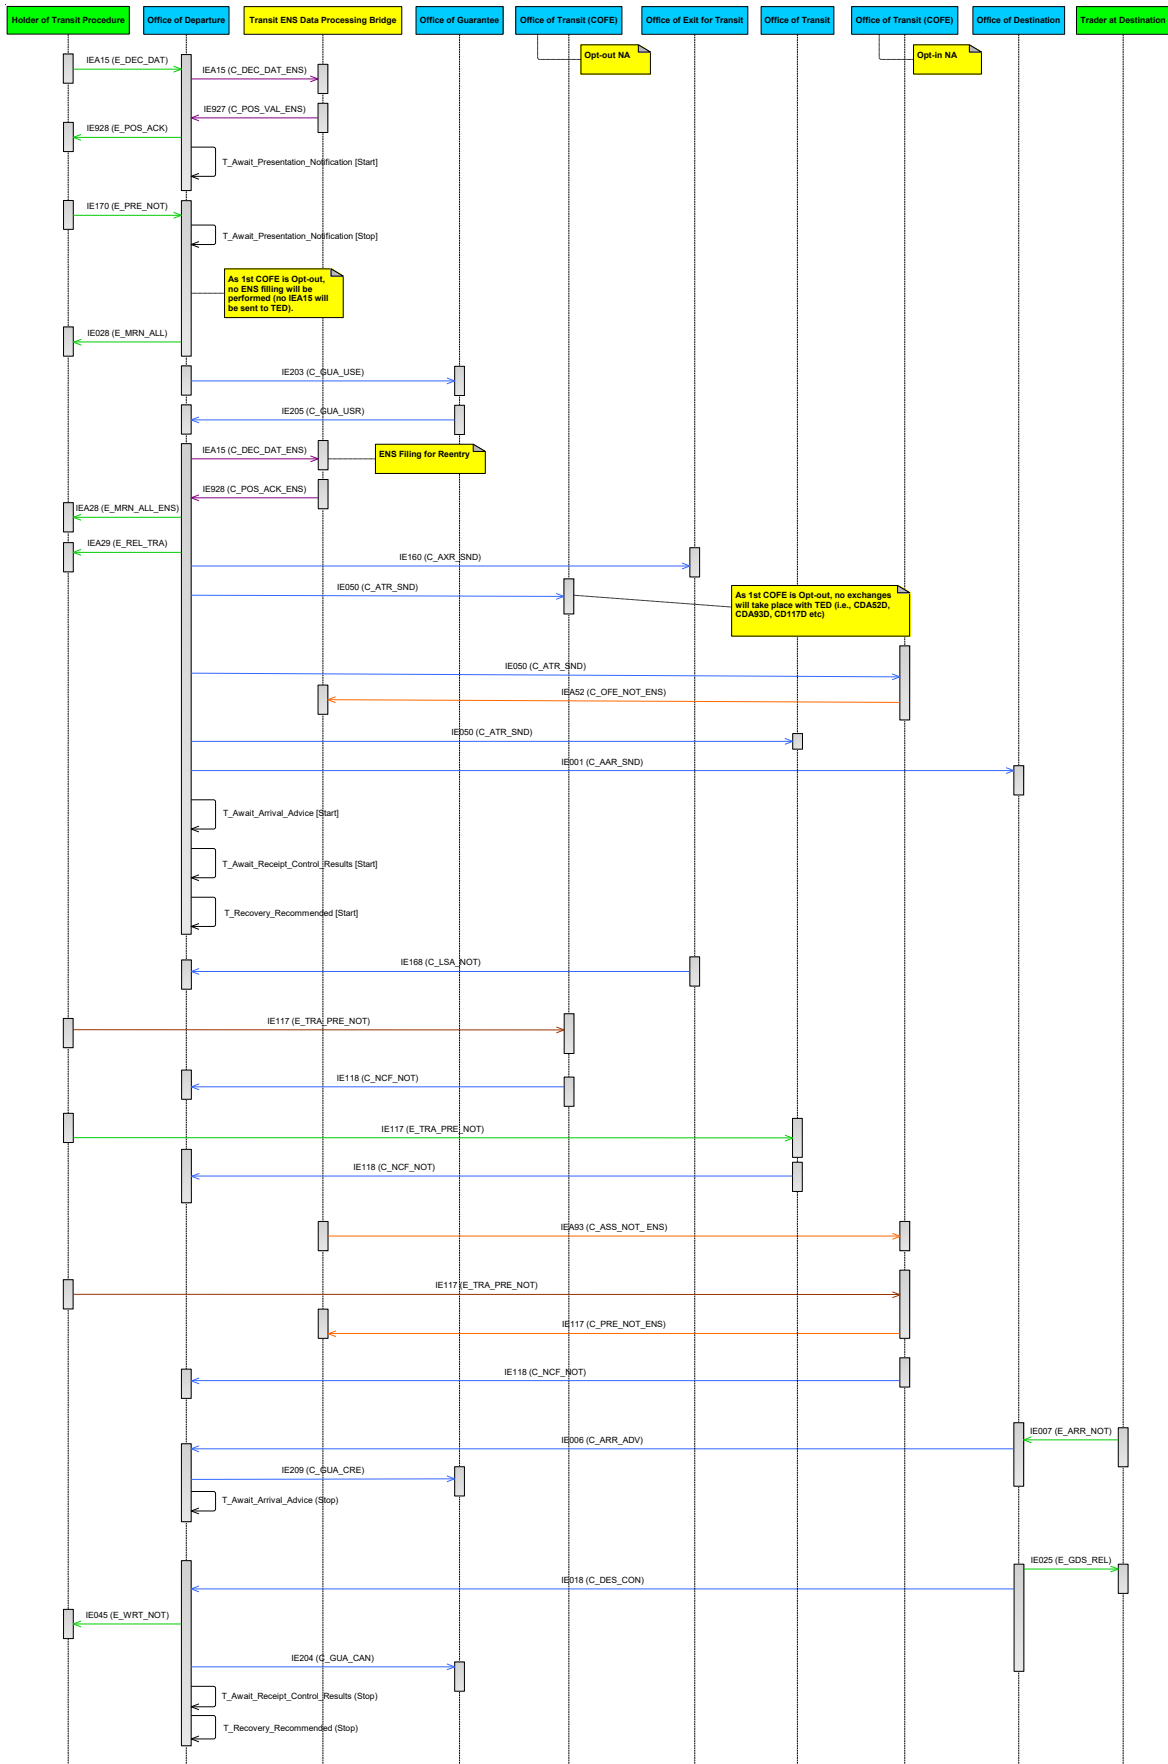 Holder of Transit Procedure
Office of Departure
Transit ENS Data Processing Bridge
Office of Guarantee
Office of Transit (COFE)
Office of Exit for Transit
Office of Transit
Office of Transit (COFE)
Office of Destination
Trader at Destination
Opt-out NA
Opt-in NA
IEA15 (E_DEC_DAT)
IEA15 (C_DEC_DAT_ENS)
IE927 (C_POS_VAL_ENS)
IE928 (E_POS_ACK)
T_Await_Presentation_Notification [Start]
IE170 (E_PRE_NOT)
T_Await_Presentation_Notification [Stop]
As 1st COFE is Opt-out,
no ENS filling will be
performed (no IEA15 will
be sent to TED).
IE028 (E_MRN_ALL)
IE203 (C_GUA_USE)
IE205 (C_GUA_USR)
IEA15 (C_DEC_DAT_ENS)
ENS Filing for Reentry
IE928 (C_POS_ACK_ENS)
IEA28 (E_MRN_ALL_ENS)
IEA29 (E_REL_TRA)
IE160 (C_AXR_SND)
IE050 (C_ATR_SND)
As 1st COFE is Opt-out, no exchanges
will take place with TED (i.e., CDA52D,
CDA93D, CD117D etc)
IE050 (C_ATR_SND)
IEA52 (C_OFE_NOT_ENS)
IE050 (C_ATR_SND)
IE001 (C_AAR_SND)
T_Await_Arrival_Advice [Start]
T_Await_Receipt_Control_Results [Start]
T_Recovery_Recommended [Start]
IE168 (C_LSA_NOT)
IE117 (E_TRA_PRE_NOT)
IE118 (C_NCF_NOT)
IE117 (E_TRA_PRE_NOT)
IE118 (C_NCF_NOT)
IEA93 (C_ASS_NOT_ ENS)
IE117 (E_TRA_PRE_NOT)
IE117 (C_PRE_NOT_ENS)
IE118 (C_NCF_NOT)
IE007 (E_ARR_NOT)
IE006 (C_ARR_ADV)
IE209 (C_GUA_CRE)
T_Await_Arrival_Advice (Stop)
IE025 (E_GDS_REL)
IE018 (C_DES_CON)
IE045 (E_WRT_NOT)
IE204 (C_GUA_CAN)
T_Await_Receipt_Control_Results (Stop)
T_Recovery_Recommended (Stop)